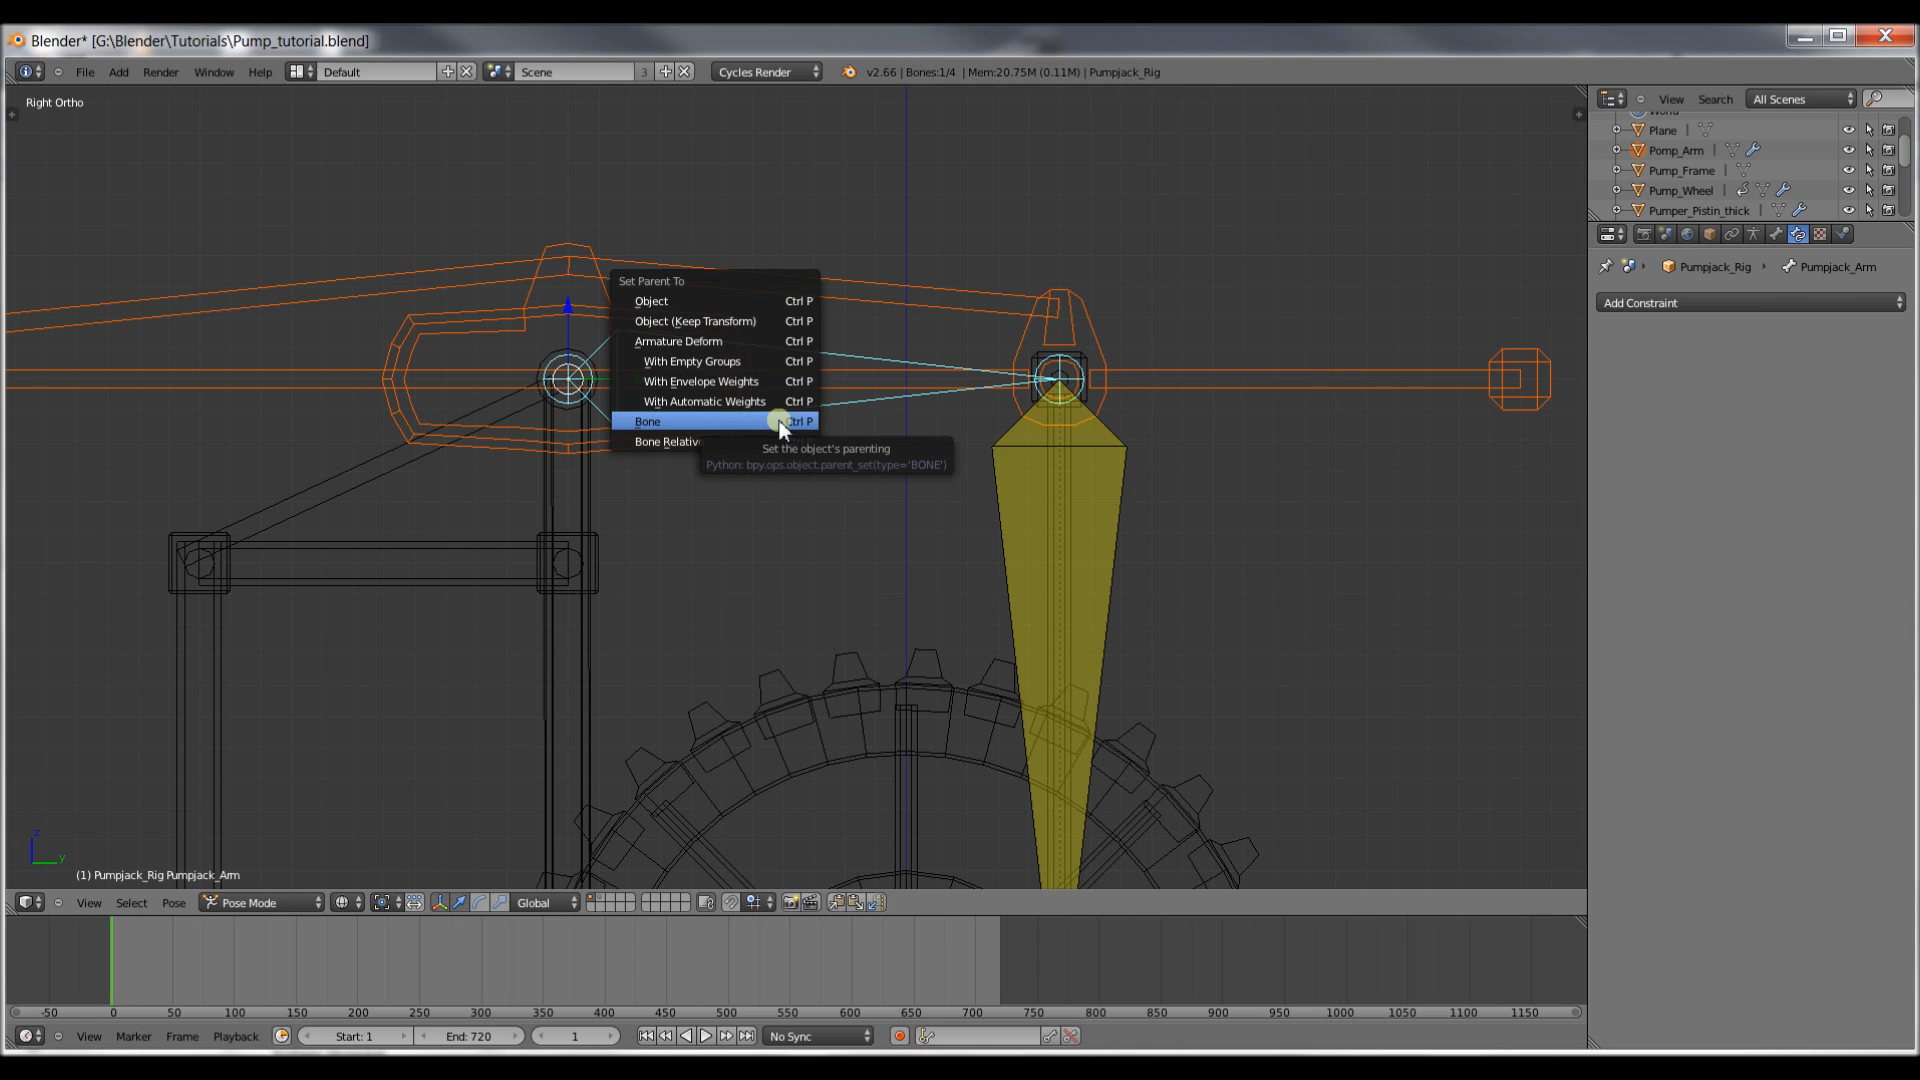 Blender* [G:\Blender\Tutorials\Pump_tutorial.blend]
File Add Render Window Help Default Scene 3 Cycles Render v2.66 | Bones:1/4 | Mem:20.75M (0.11M) | Pumpjack_Rig
Right Ortho
View Search All Scenes
World
Plane
Pomp_Arm
Pump_Frame
Pump_Wheel
Pumper_Pistin_thick
Pumpjack_Rig Pumpjack_Arm
Add Constraint
Set Parent To
Object Ctrl P
Object (Keep Transform) Ctrl P
Armature Deform Ctrl P
With Empty Groups Ctrl P
With Envelope Weights Ctrl P
With Automatic Weights Ctrl P
Bone Ctrl P
Bone Relativ
Set the object's parenting
Python: bpy.ops.object.parent_set(type='BONE')
z
y
(1) Pumpjack_Rig Pumpjack_Arm
View Select Pose Pose Mode Global
-50 0 50 100 150 200 250 300 350 400 450 500 550 600 650 700 750 800 850 900 950 1000 1050 1100 1150
View Marker Frame Playback Start: 1 End: 720 1 No Sync